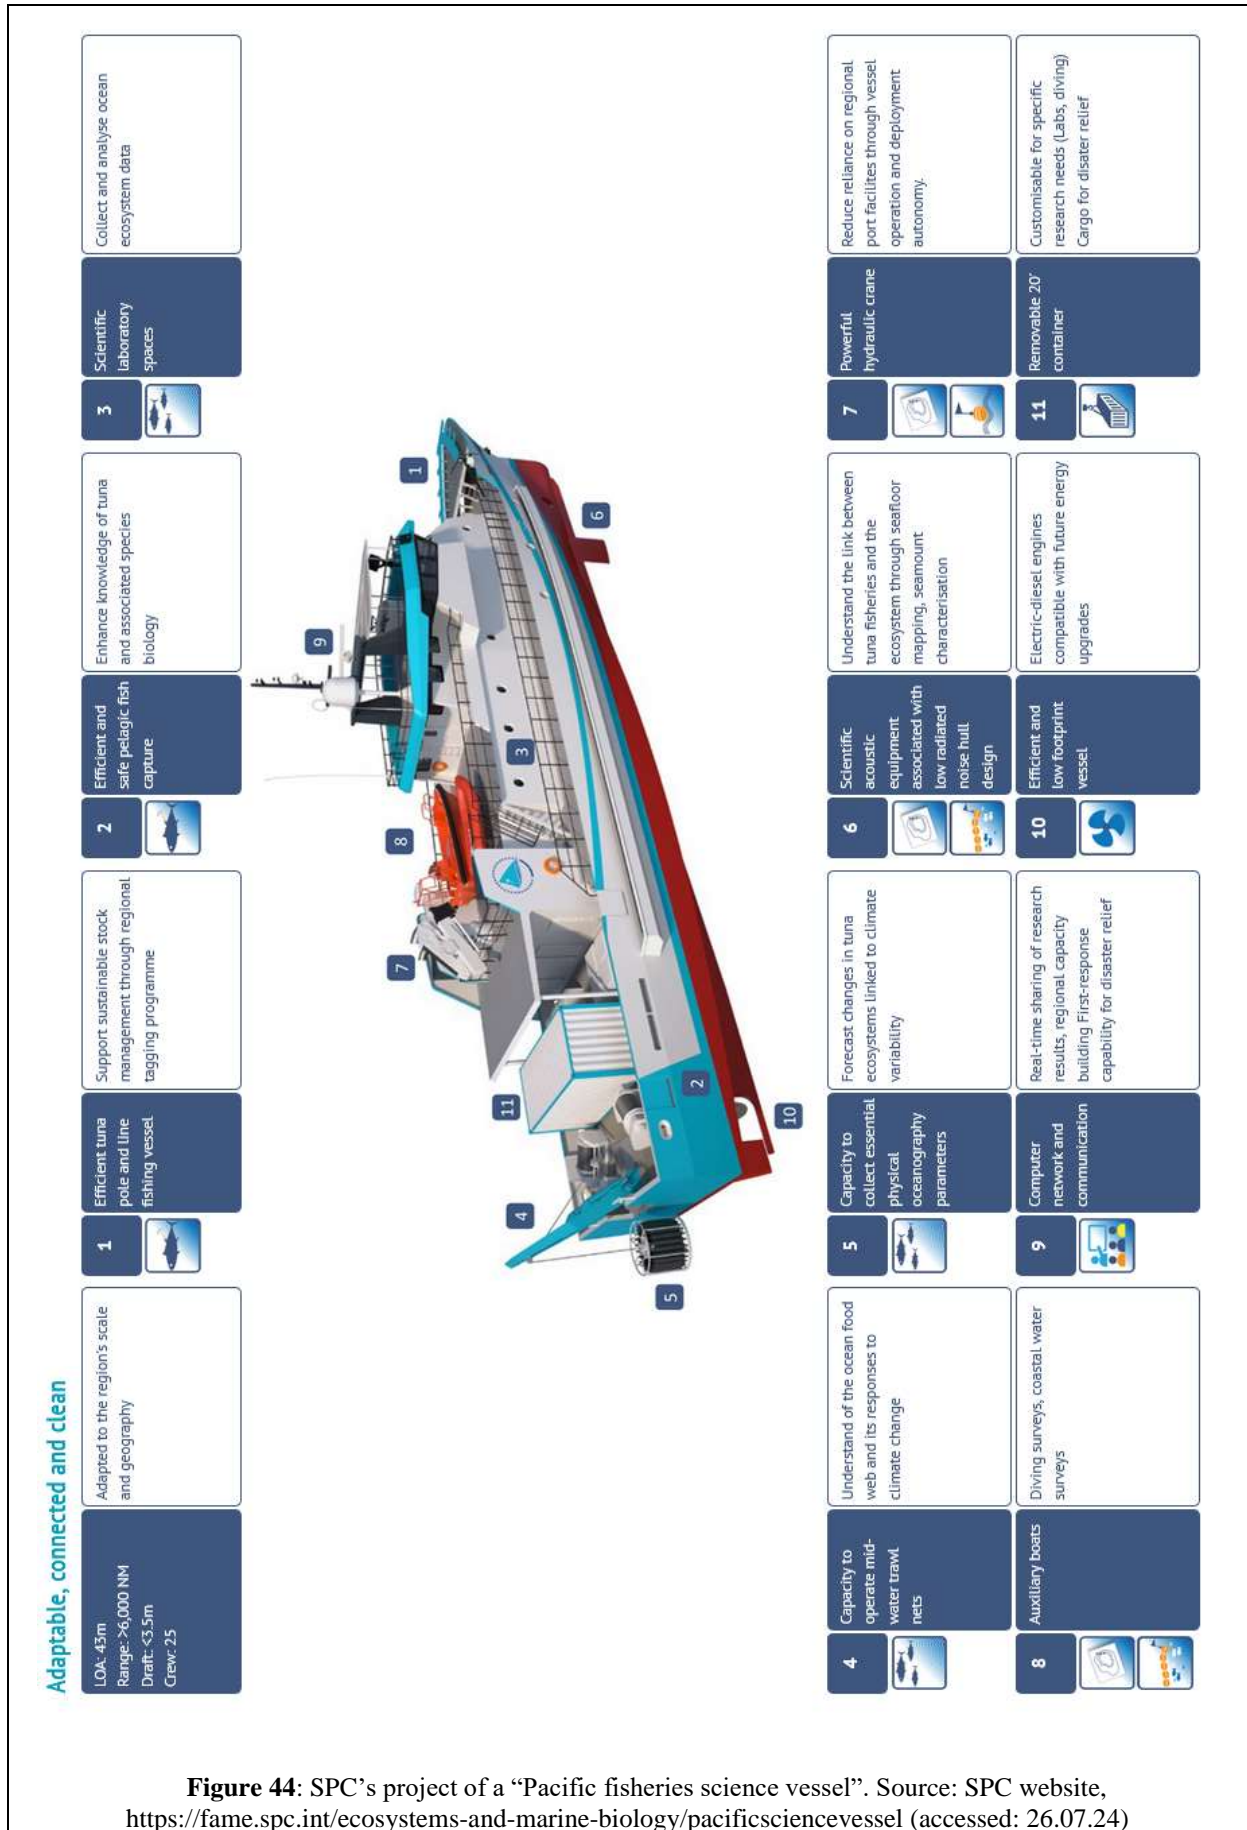 Adaptable, connected and clean
LOA: 43m
Range: >6,000 NM
Draft: <3.5m
Crew: 25
Adapted to the region's scale
and geography
1
Efficient tuna
pole and line
fishing vessel
Support sustainable stock
management through regional
tagging programme
2
Efficient and
safe pelagic fish
capture
Enhance knowledge of tuna
and associated species
biology
3
Scientific
laboratory
spaces
Collect and analyse ocean
ecosystem data
5
4
11
10
2
7
8
3
9
6
1
4
Capacity to
operate mid-
water trawl
nets
Understand of the ocean food
web and its responses to
climate change
5
Capacity to
collect essential
physical
oceanography
parameters
Forecast changes in tuna
ecosystems linked to climate
variability
6
Scientific
acoustic
equipment
associated with
low radiated
noise hull
design
Understand the link between
tuna fisheries and the
ecosystem through seafloor
mapping, seamount
characterisation
7
Powerful
hydraulic crane
Reduce reliance on regional
port facilites through vessel
operation and deployment
autonomy.
8
Auxiliary boats
Diving surveys, coastal water
surveys
9
Computer
network and
communication
Real-time sharing of research
results, regional capacity
building First-response
capability for disaster relief
10
Efficient and
low footprint
vessel
Electric-diesel engines
compatible with future energy
upgrades
11
Removable 20'
container
Customisable for specific
research needs (Labs, diving)
Cargo for disater relief
Figure 44: SPC's project of a “Pacific fisheries science vessel”. Source: SPC website,
https://fame.spc.int/ecosystems-and-marine-biology/pacificsciencevessel (accessed: 26.07.24)